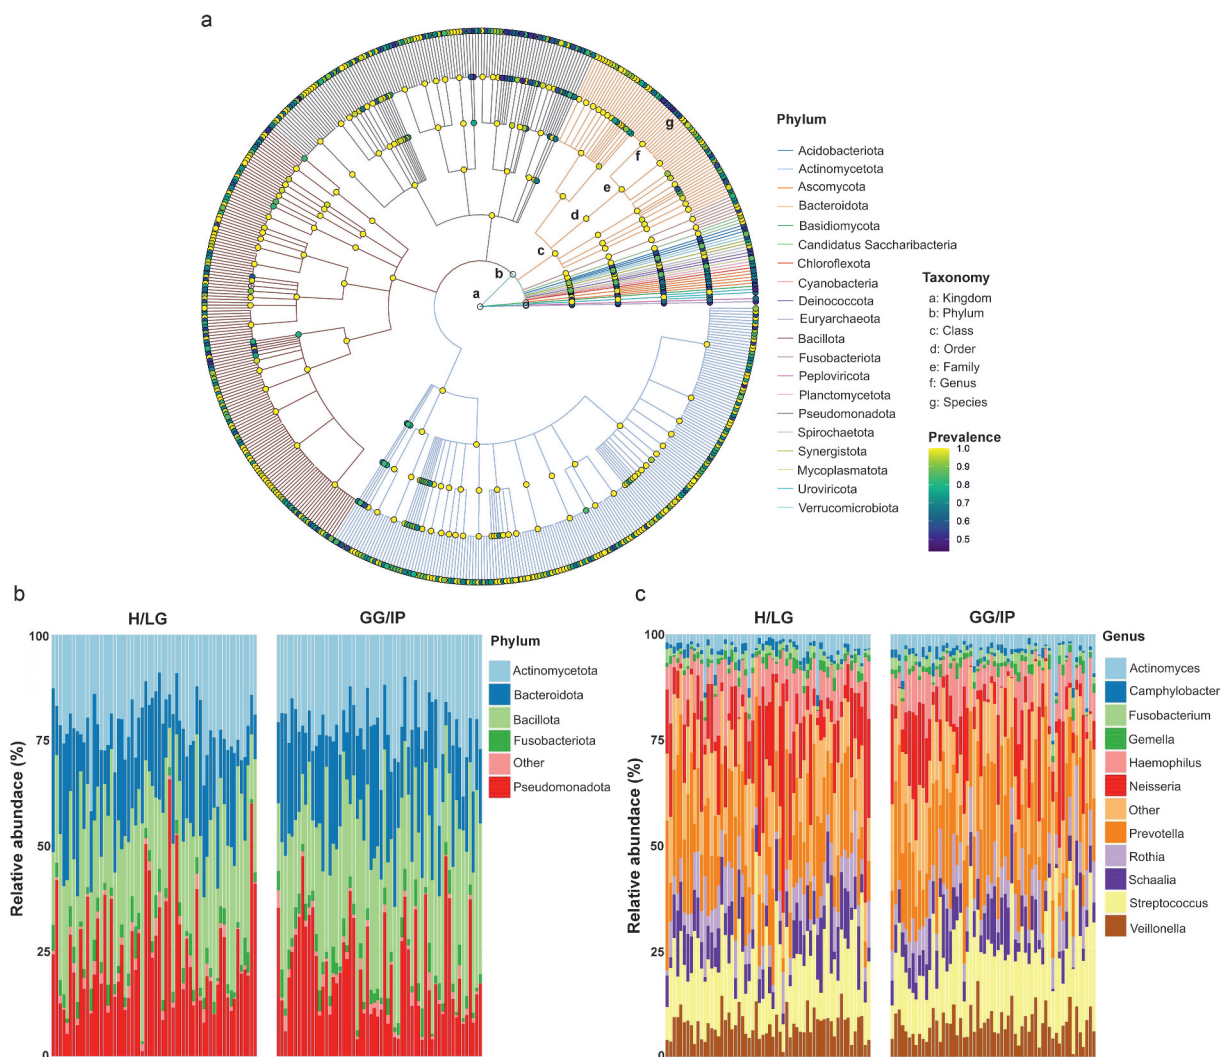 a
g
f
e
d
c
b
a
Phylum
Acidobacteriota
Actinomycetota
Ascomycota
Bacteroidota
Basidiomycota
Candidatus Saccharibacteria
Chloroflexota
Cyanobacteria
Deinococcota
Euryarchaeota
Bacillota
Fusobacteriota
Peploviricota
Planctomycetota
Pseudomonadota
Spirochaetota
Synergistota
Mycoplasmatota
Uroviricota
Verrucomicrobiota
Taxonomy
a: Kingdom
b: Phylum
c: Class
d: Order
e: Family
f: Genus
g: Species
Prevalence
1.0
0.9
0.8
0.7
0.6
0.5
b
H/LG
GG/IP
Relative abundace (%)
100
75
50
25
0
Phylum
Actinomycetota
Bacteroidota
Bacillota
Fusobacteriota
Other
Pseudomonadota
c
H/LG
GG/IP
Relative abundace (%)
100
75
50
25
0
Genus
Actinomyces
Camphylobacter
Fusobacterium
Gemella
Haemophilus
Neisseria
Other
Prevotella
Rothia
Schaalia
Streptococcus
Veillonella